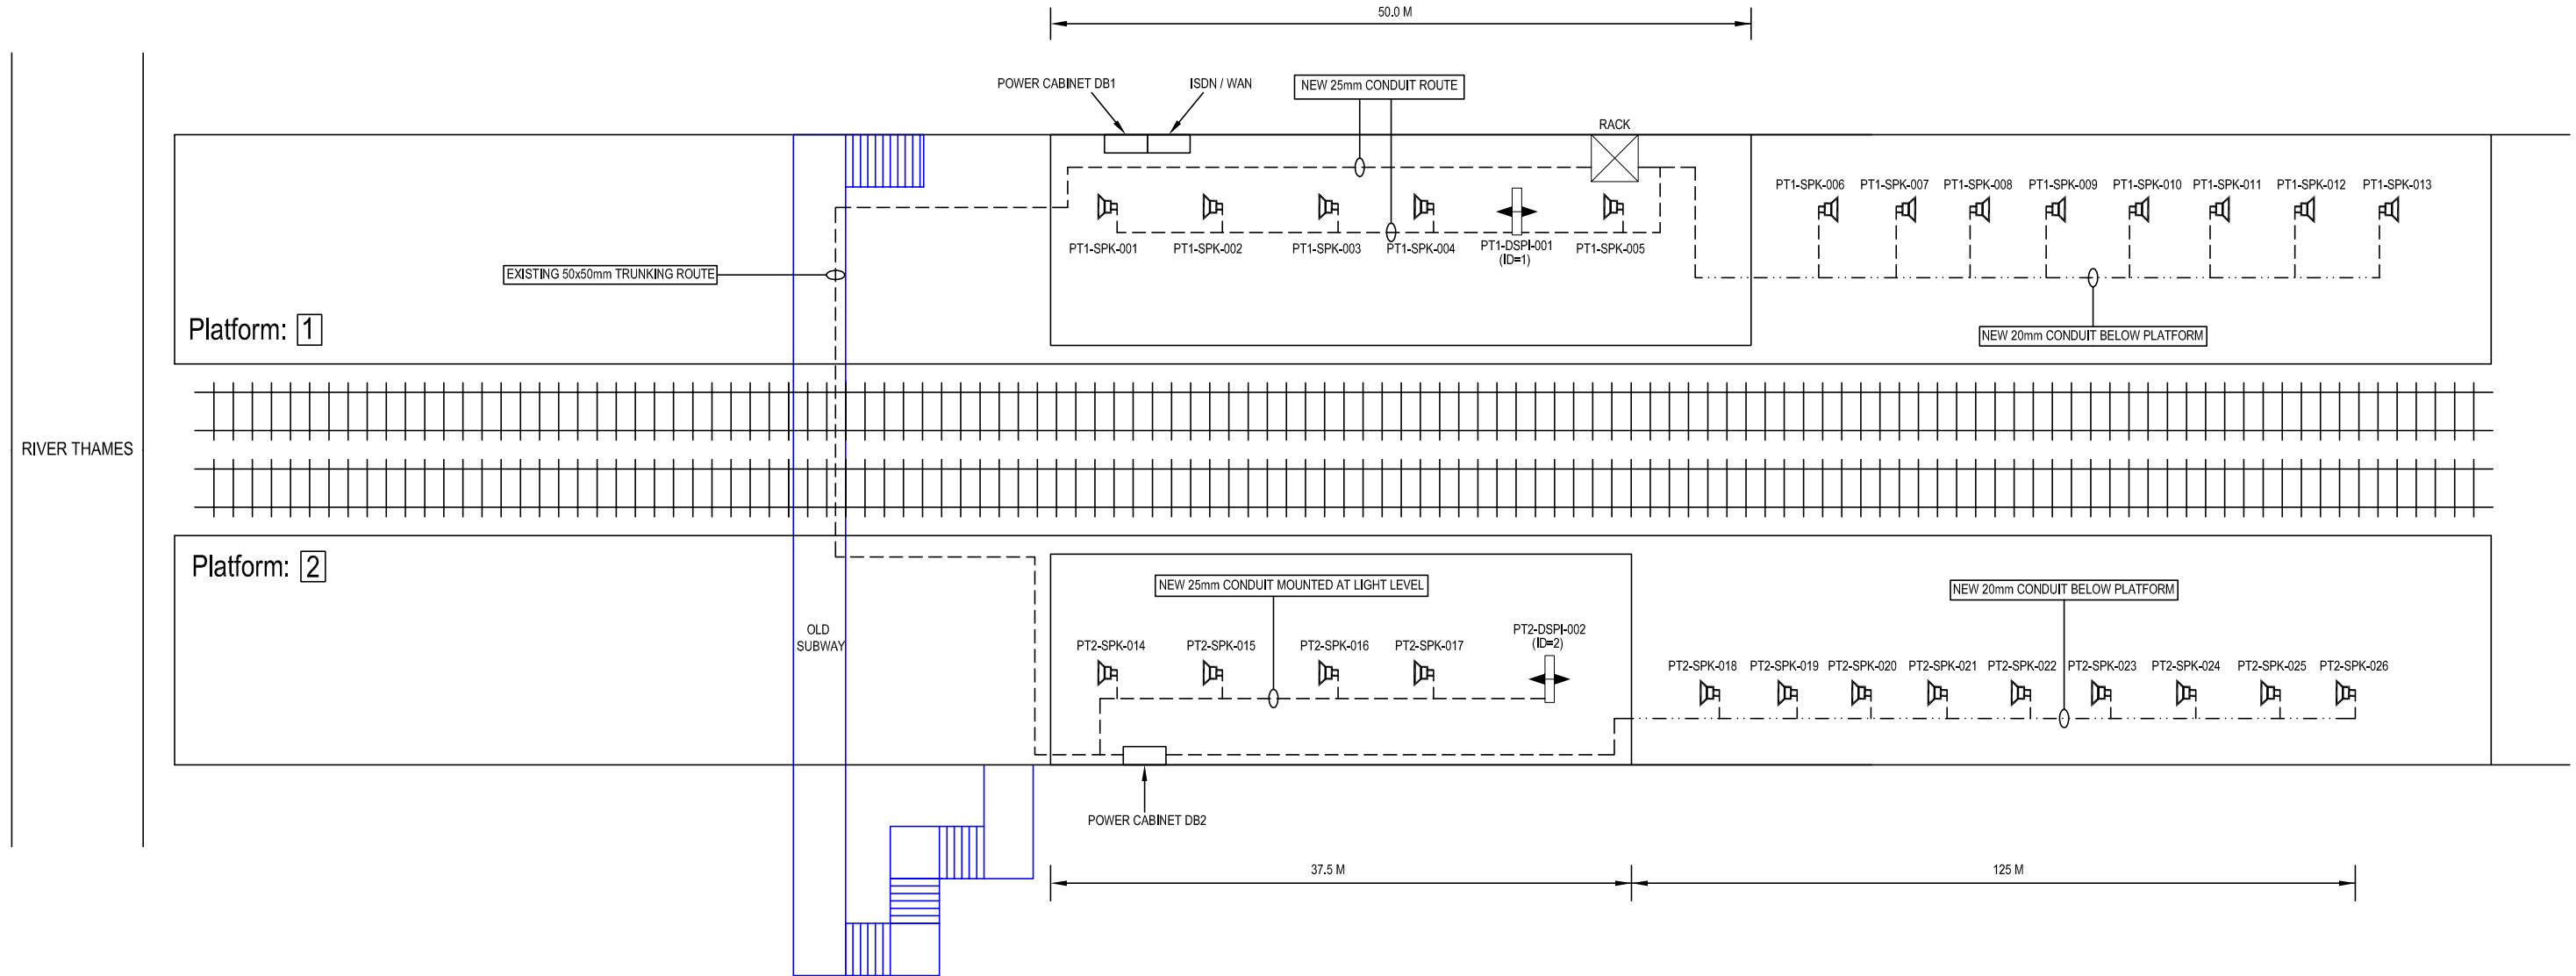 50.0 M
POWER CABINET DB1
ISDN / WAN
NEW 25mm CONDUIT ROUTE
RACK
PT1-SPK-006
PT1-SPK-007
PT1-SPK-008
PT1-SPK-009
PT1-SPK-010
PT1-SPK-011
PT1-SPK-012
PT1-SPK-013
PT1-SPK-001
PT1-SPK-002
PT1-SPK-003
PT1-SPK-004
PT1-DSPI-001
(ID=1)
PT1-SPK-005
EXISTING 50x50mm TRUNKING ROUTE
Platform: 1
NEW 20mm CONDUIT BELOW PLATFORM
RIVER THAMES
Platform: 2
NEW 25mm CONDUIT MOUNTED AT LIGHT LEVEL
NEW 20mm CONDUIT BELOW PLATFORM
OLD
SUBWAY
PT2-SPK-014
PT2-SPK-015
PT2-SPK-016
PT2-SPK-017
PT2-DSPI-002
(ID=2)
PT2-SPK-018
PT2-SPK-019
PT2-SPK-020
PT2-SPK-021
PT2-SPK-022
PT2-SPK-023
PT2-SPK-024
PT2-SPK-025
PT2-SPK-026
POWER CABINET DB2
37.5 M
125 M